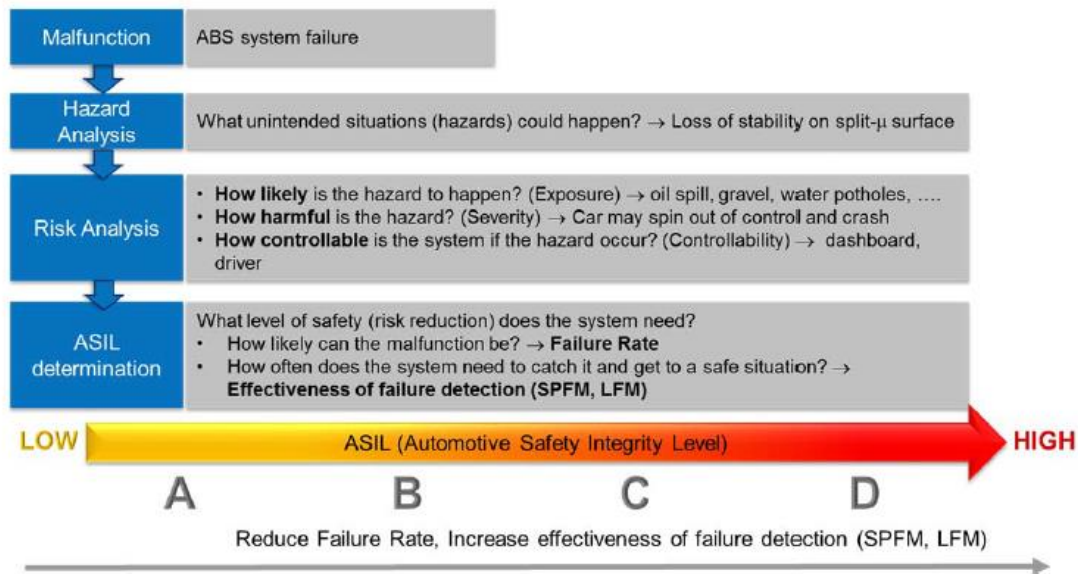 Malfunction
ABS system failure
Hazard
Analysis
What unintended situations (hazards) could happen? → Loss of stability on split-μ surface
Risk Analysis
• How likely is the hazard to happen? (Exposure) → oil spill, gravel, water potholes, ....
• How harmful is the hazard? (Severity) → Car may spin out of control and crash
• How controllable is the system if the hazard occur? (Controllability) → dashboard,
driver
ASIL
determination
What level of safety (risk reduction) does the system need?
• How likely can the malfunction be? → Failure Rate
• How often does the system need to catch it and get to a safe situation? →
Effectiveness of failure detection (SPFM, LFM)
LOW
ASIL (Automotive Safety Integrity Level)
HIGH
A
B
C
D
Reduce Failure Rate, Increase effectiveness of failure detection (SPFM, LFM)